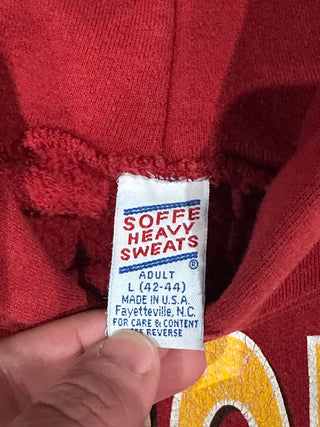 SOFFE
HEAVY
SWEATS®
ADULT
L (42-44)
MADE IN U.S.A.
Fayetteville, N.C.
FOR CARE & CONTENT
REVERSE